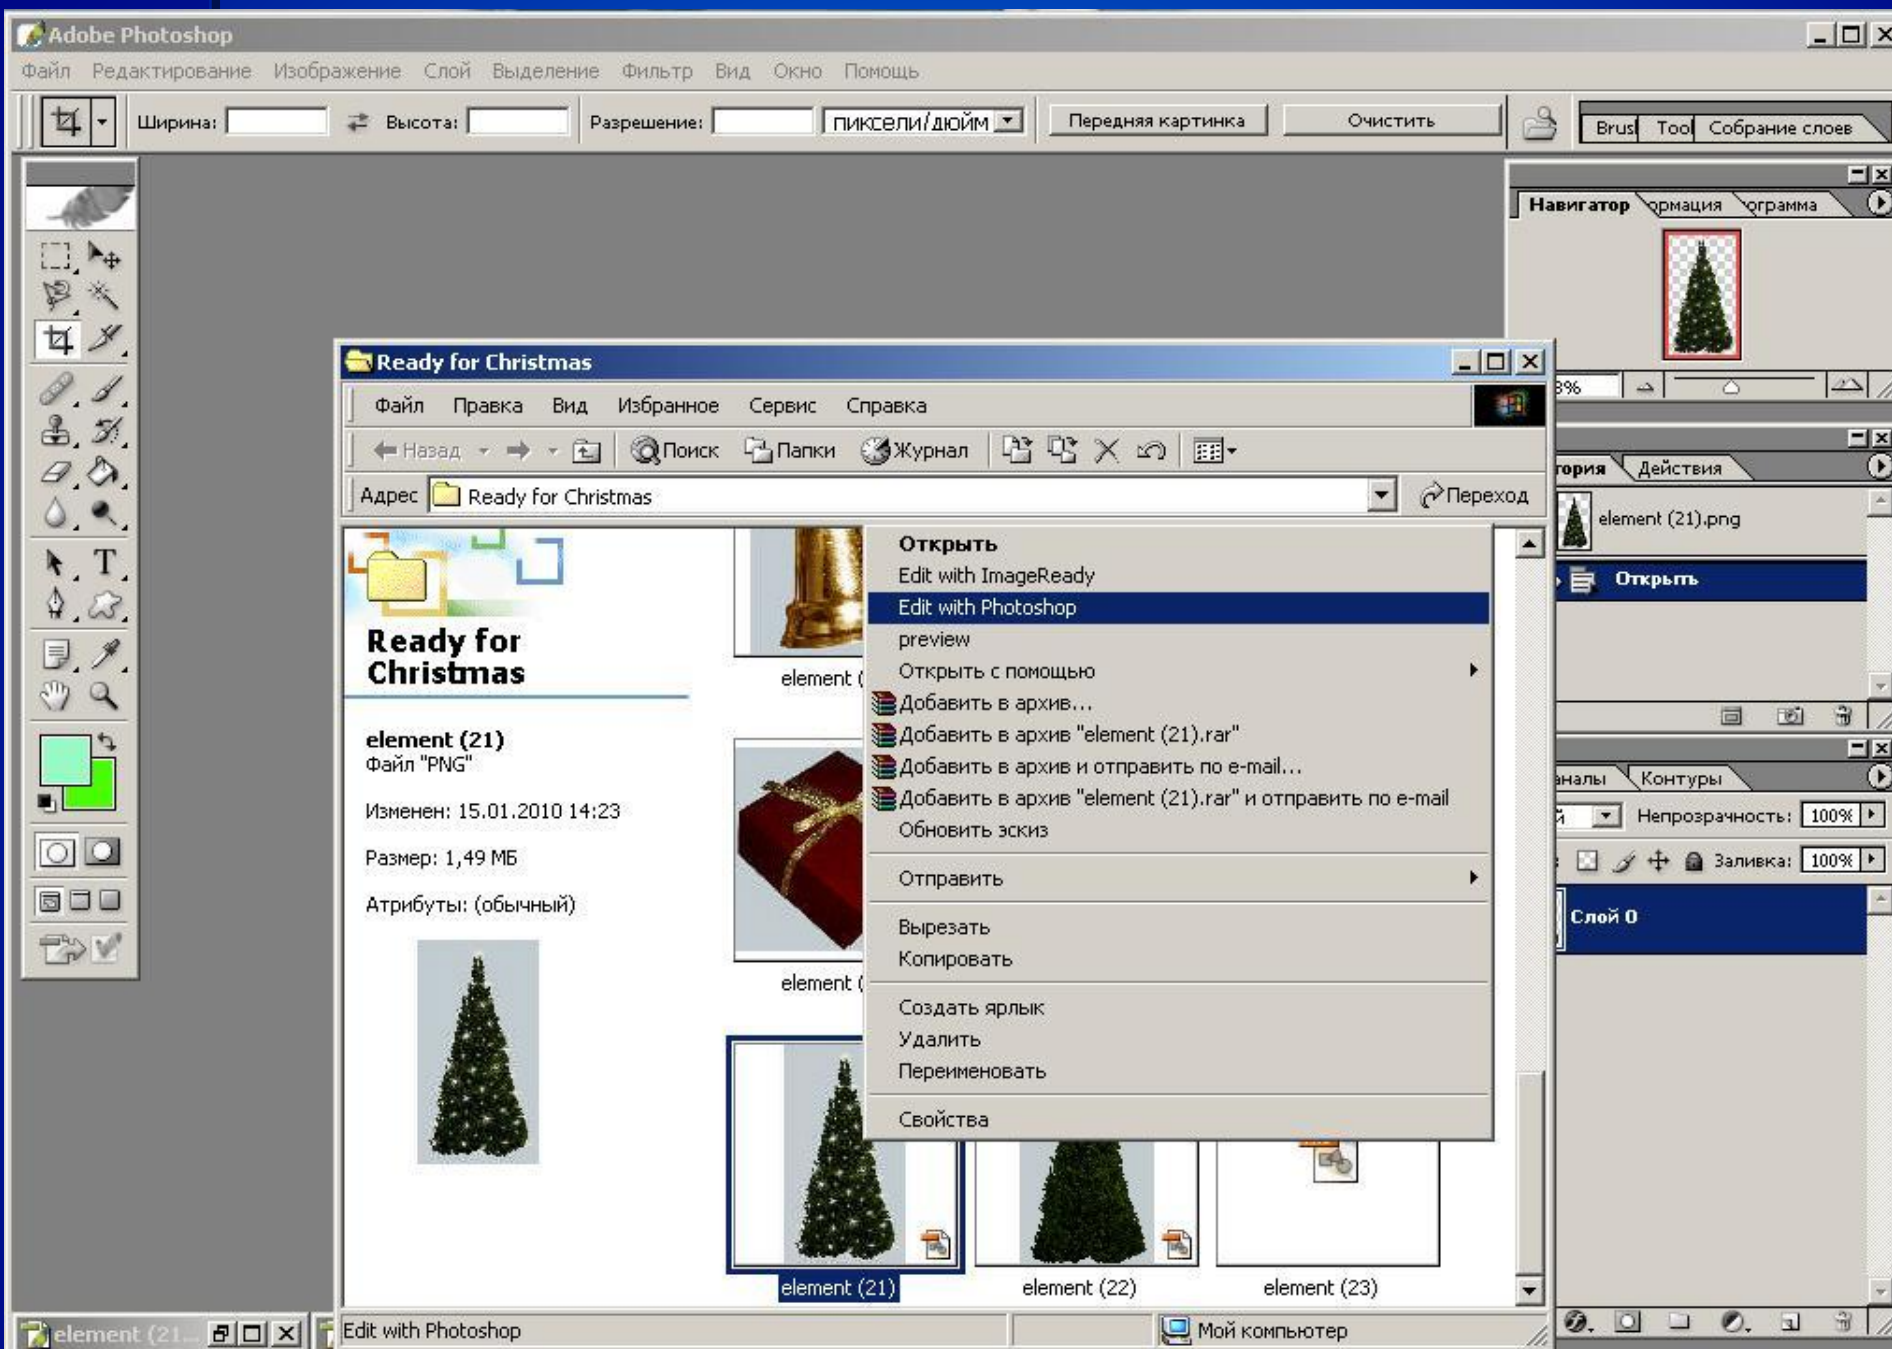 Adobe Photoshop
Файл Редактирование Изображение Слой Выделение Фильтр Вид Окно Помощь
Ширина: Высота: Разрешение: пиксели/дюйм Передняя картинка Очистить Собрание слоев
Навигатор
Ready for Christmas
Файл Правка Вид Избранное Сервис Справка
Назад Поиск Папки Журнал
Действия
Адрес Ready for Christmas Переход
element (21).png
Открыть
Ready for
Christmas
element (21)
Файл "PNG"
Изменен: 15.01.2010 14:23
Размер: 1,49 МБ
Атрибуты: (обычный)
element (
element (
Открыть
Edit with ImageReady
Edit with Photoshop
preview
Открыть с помощью
Добавить в архив...
Добавить в архив "element (21).rar"
Добавить в архив и отправить по e-mail...
Добавить в архив "element (21).rar" и отправить по e-mail
Обновить эскиз
Отправить
Вырезать
Копировать
Создать ярлык
Удалить
Переименовать
Свойства
element (21) element (22) element (23)
Контуры
Непрозрачность: 100%
Заливка: 100%
Слой 0
element (21...
Edit with Photoshop Мой компьютер